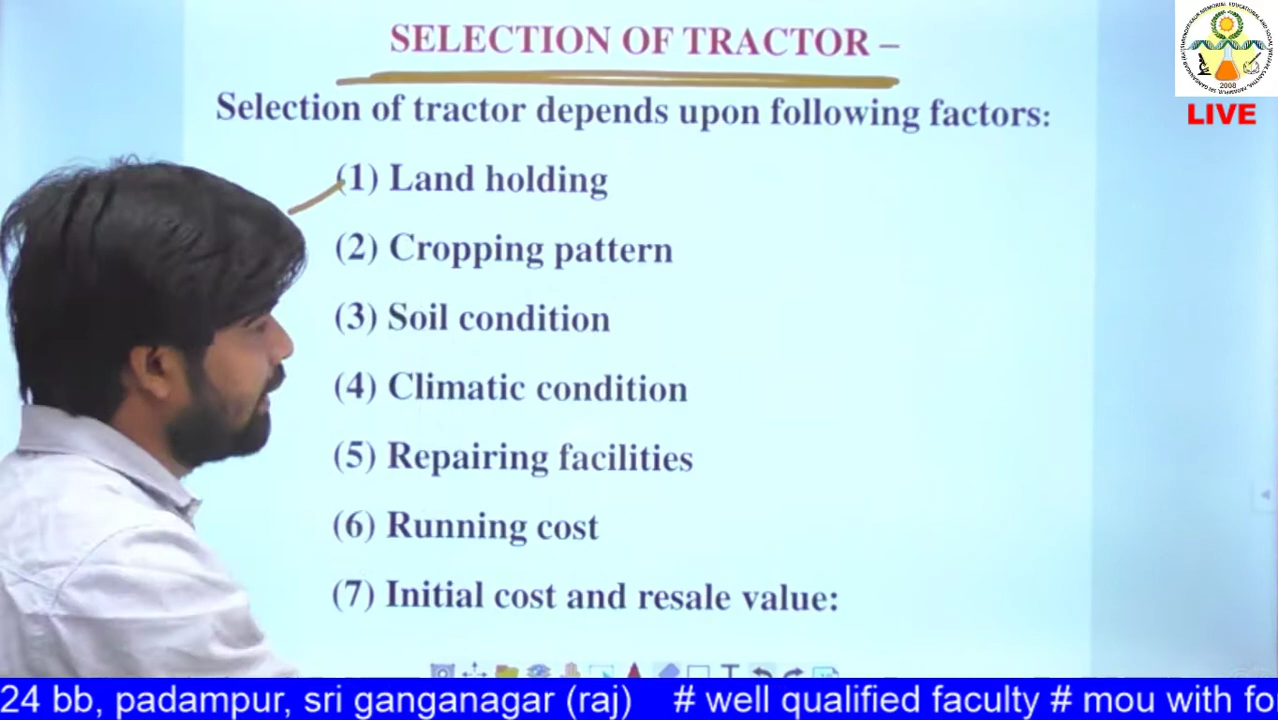 SELECTION OF TRACTOR –
Selection of tractor depends upon following factors:
(1) Land holding
(2) Cropping pattern
(3) Soil condition
(4) Climatic condition
(5) Repairing facilities
(6) Running cost
(7) Initial cost and resale value:
2008
LIVE
24 bb, padampur, sri ganganagar (raj) # well qualified faculty # mou with fo